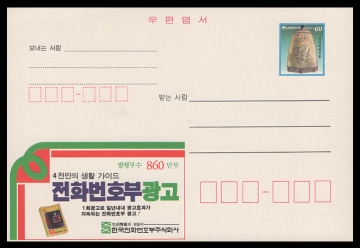 우편엽서
60
보내는 사람
받는 사람
발행부수 860 만부
4천만의 생활 가이드
전화번호부광고
1회광고로 일년내내 광고효과가
지속되는 전화번호부 광고!
한국전화번호부주식회사